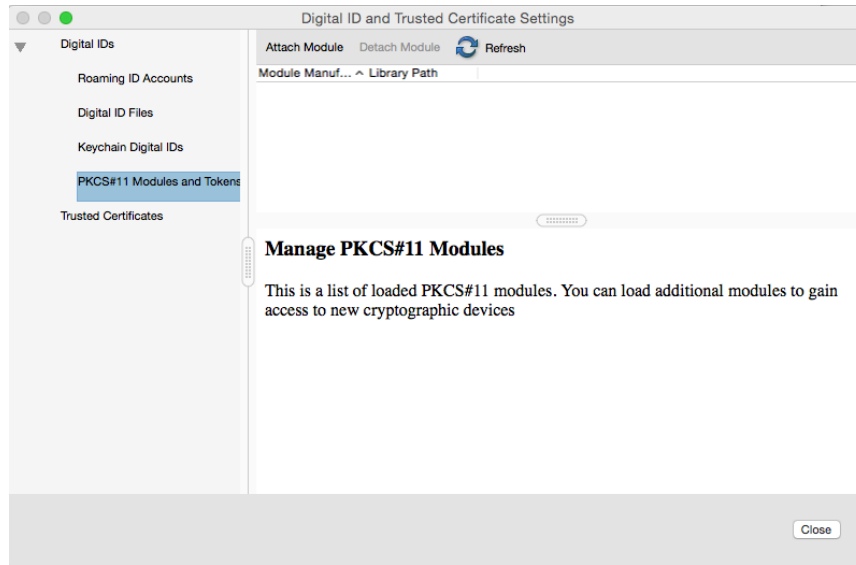 Digital ID and Trusted Certificate Settings
Digital IDs
Roaming ID Accounts
Digital ID Files
Keychain Digital IDs
PKCS#11 Modules and Tokens
Trusted Certificates
Attach Module Detach Module Refresh
Module Manuf... Library Path
Manage PKCS#11 Modules
This is a list of loaded PKCS#11 modules. You can load additional modules to gain
access to new cryptographic devices
Close